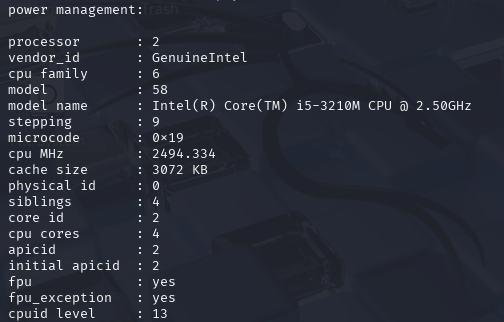 power management:
processor : 2
vendor_id : GenuineIntel
cpu family : 6
model : 58
model name : Intel(R) Core(TM) i5-3210M CPU @ 2.50GHz
stepping : 9
microcode : 0×19
cpu MHz : 2494.334
cache size : 3072 KB
physical id : 0
siblings : 4
core id : 2
cpu cores : 4
apicid : 2
initial apicid : 2
fpu : yes
fpu_exception : yes
cpuid level : 13